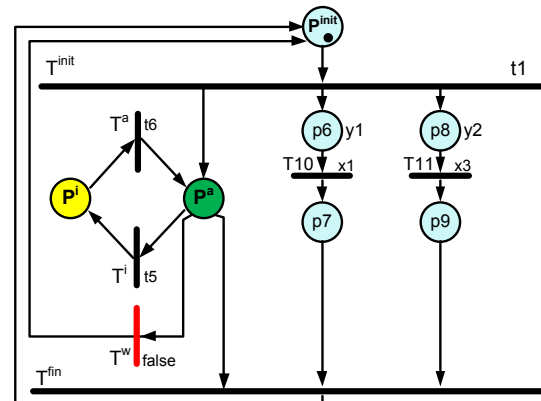 P^init
T^init t1
T^a t6 p6 y1 p8 y2
T10 x1 T11 x3
P^i P^a p7 p9
T^i t5
T^w false
T^fin